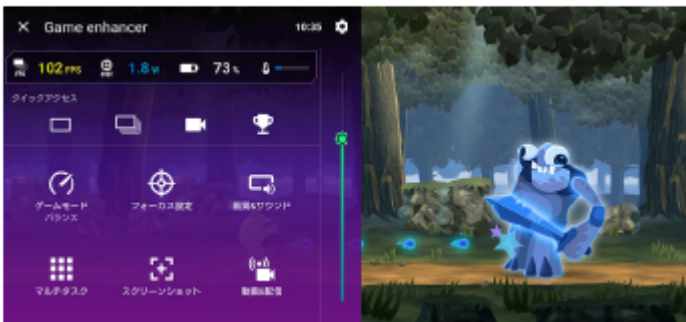 Game enhancer 10:35
102 FPS 1.8 W 73%
クイックアクセス
ゲームモード
バランス
フォーカス設定
画質&サウンド
マルチタスク
スクリーンショット
動画&配信